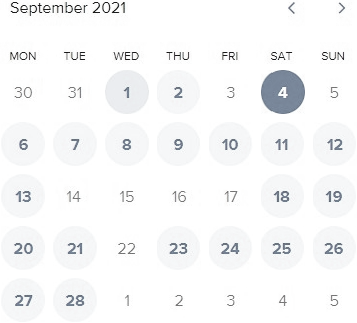 September 2021
MON TUE WED THU FRI SAT SUN
30 31 1 2 3 4 5
6 7 8 9 10 11 12
13 14 15 16 17 18 19
20 21 22 23 24 25 26
27 28 1 2 3 4 5